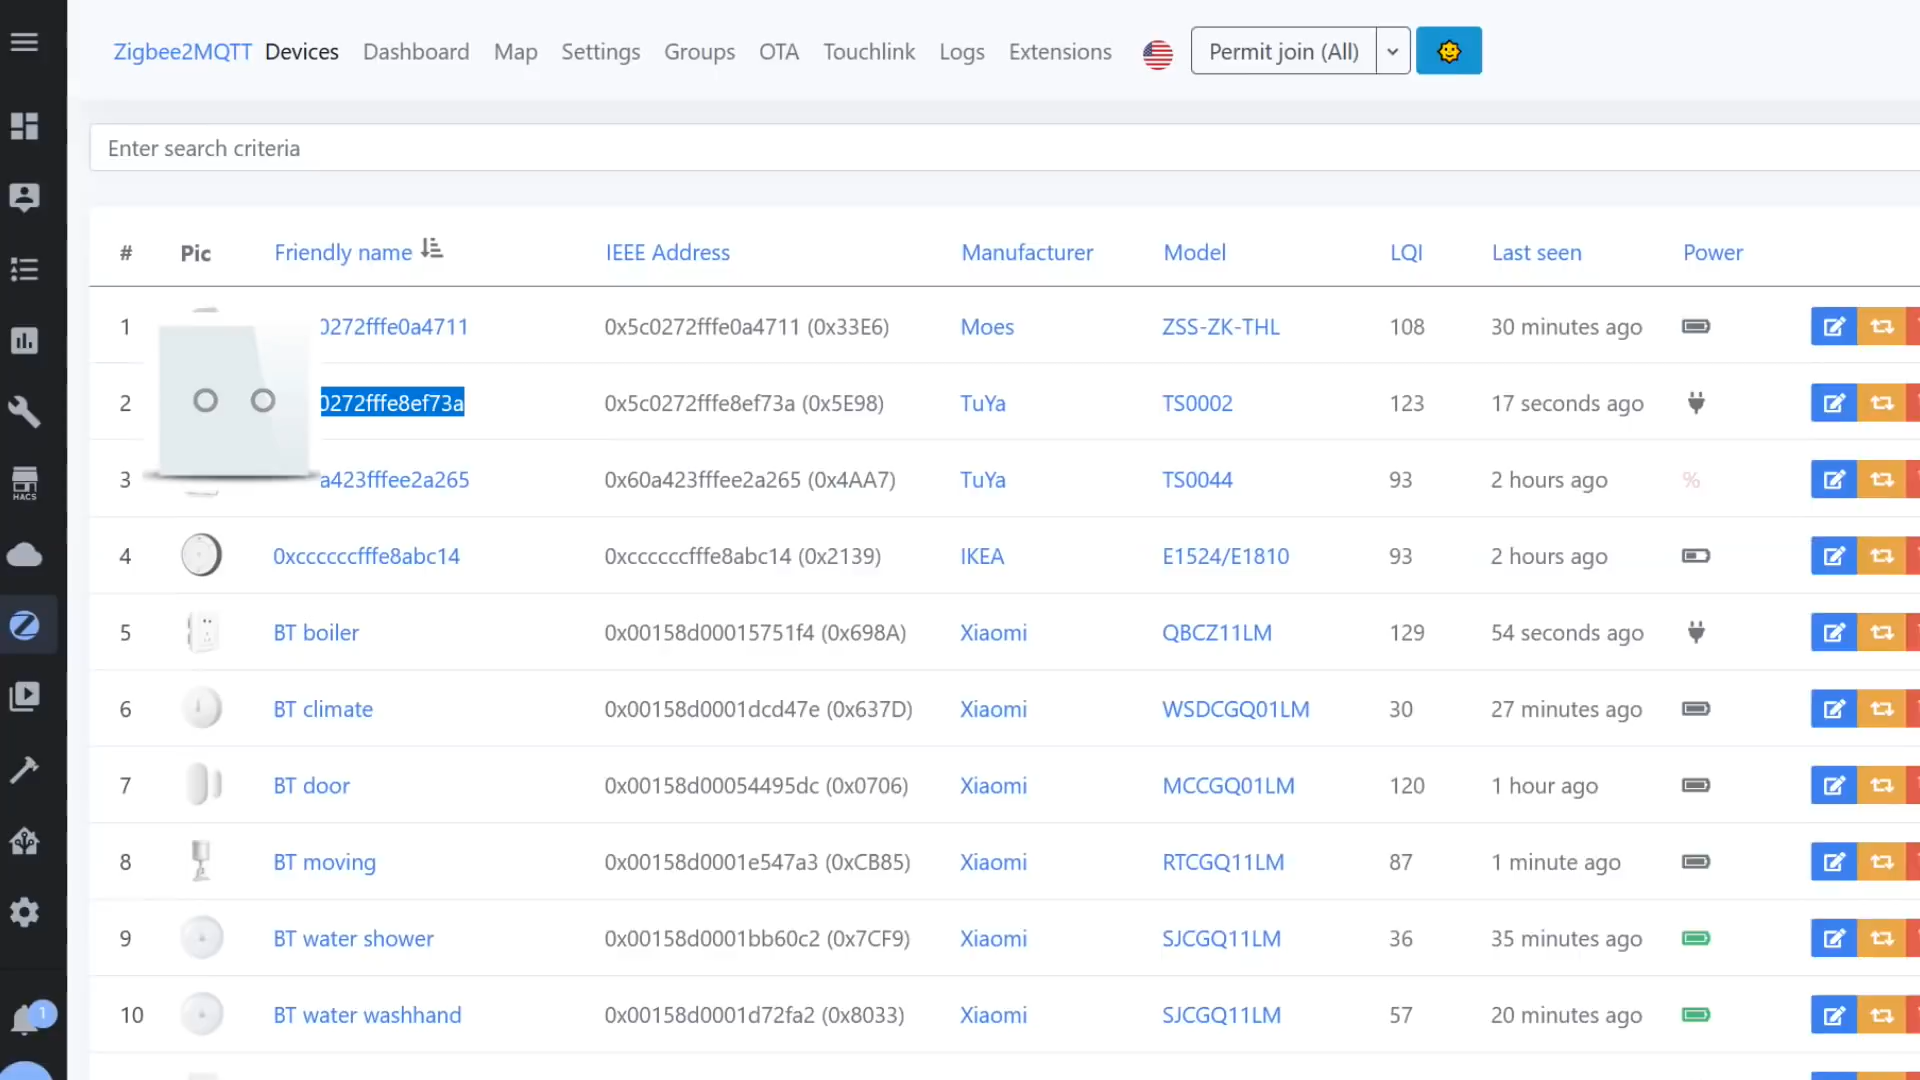 Zigbee2MQTT Devices Dashboard Map Settings Groups OTA Touchlink Logs Extensions Permit join (All)
Enter search criteria
# Pic Friendly name IEEE Address Manufacturer Model LQI Last seen Power
1 0272fffe0a4711 0x5c0272fffe0a4711 (0x33E6) Moes ZSS-ZK-THL 108 30 minutes ago
2 0272fffe8ef73a 0x5c0272fffe8ef73a (0x5E98) TuYa TS0002 123 17 seconds ago
3 a423fffee2a265 0x60a423fffee2a265 (0x4AA7) TuYa TS0044 93 2 hours ago %
HACS
4 0xccccccfffe8abc14 0xccccccfffe8abc14 (0x2139) IKEA E1524/E1810 93 2 hours ago
5 BT boiler 0x00158d00015751f4 (0x698A) Xiaomi QBCZ11LM 129 54 seconds ago
6 BT climate 0x00158d0001dcd47e (0x637D) Xiaomi WSDCGQ01LM 30 27 minutes ago
7 BT door 0x00158d00054495dc (0x0706) Xiaomi MCCGQ01LM 120 1 hour ago
8 BT moving 0x00158d0001e547a3 (0xCB85) Xiaomi RTCGQ11LM 87 1 minute ago
9 BT water shower 0x00158d0001bb60c2 (0x7CF9) Xiaomi SJCGQ11LM 36 35 minutes ago
10 BT water washhand 0x00158d0001d72fa2 (0x8033) Xiaomi SJCGQ11LM 57 20 minutes ago
1